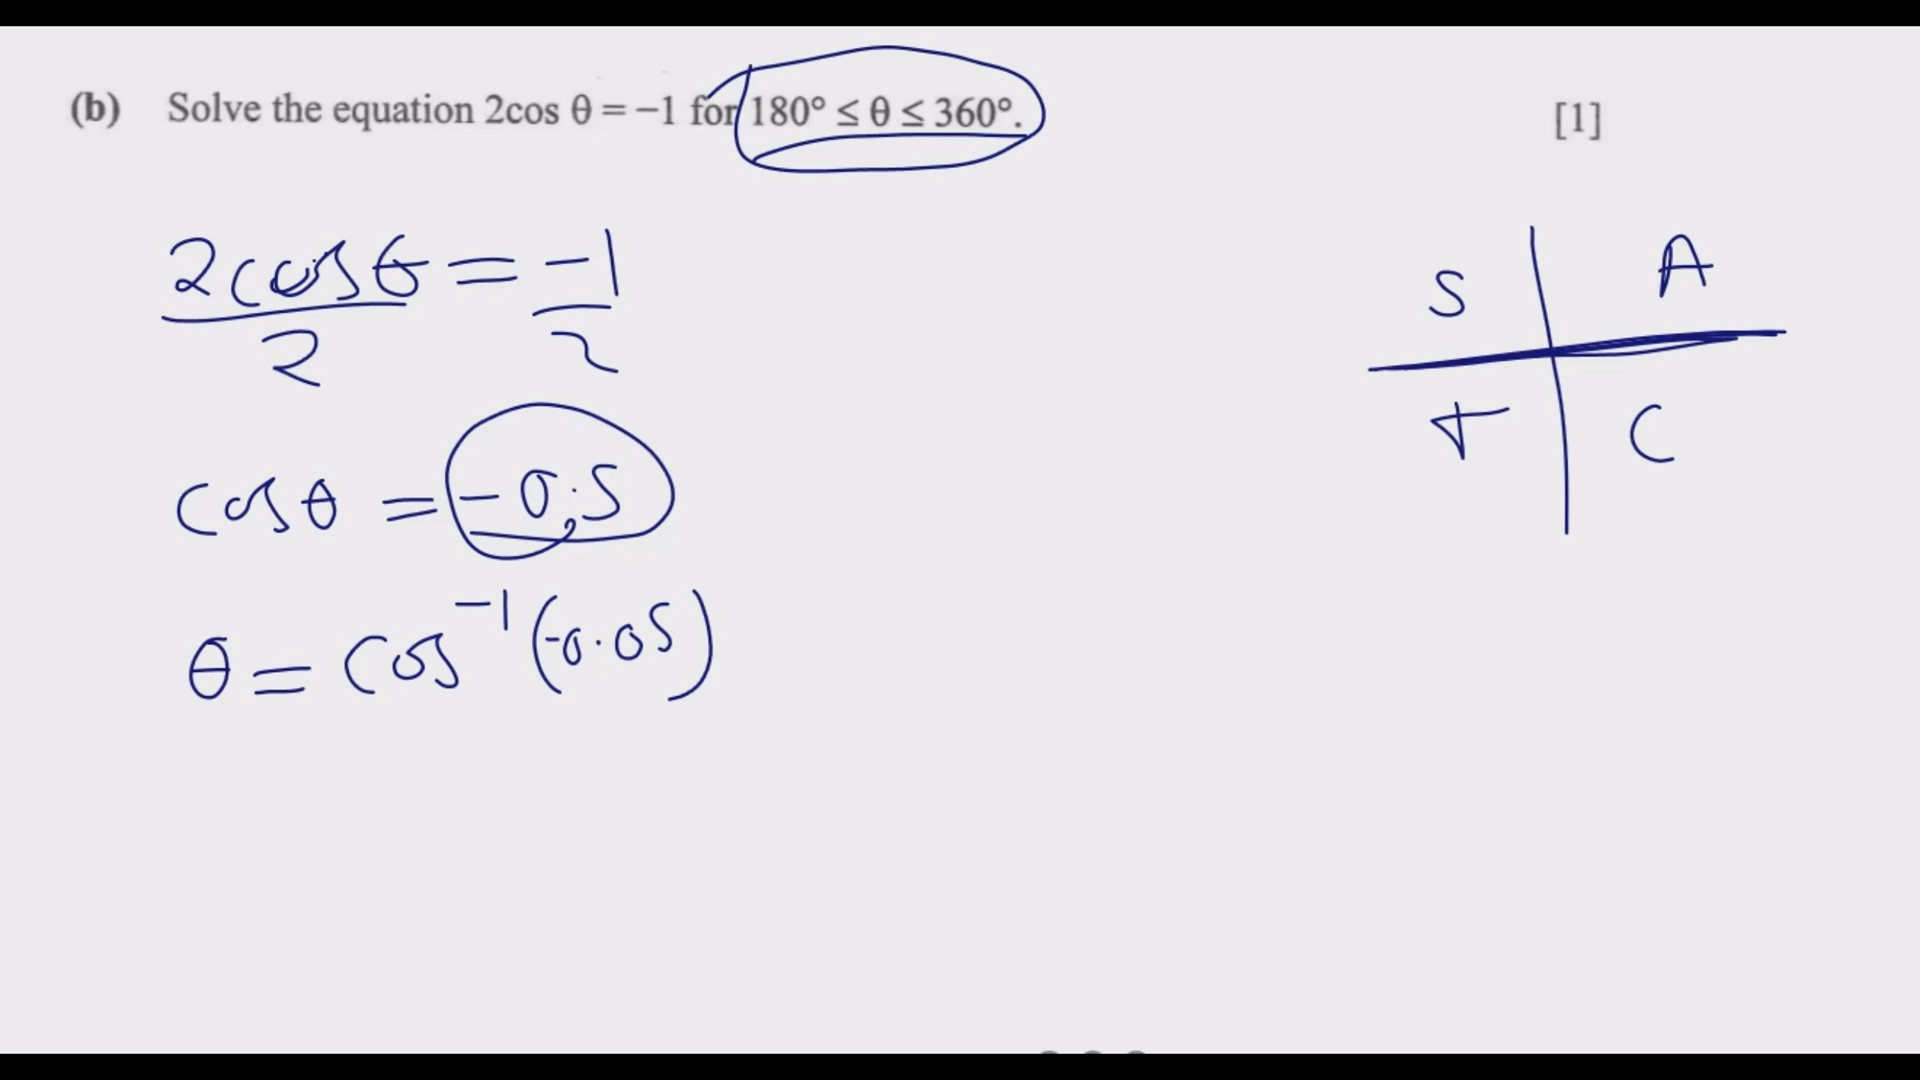 (b) Solve the equation 2cos θ = −1 for 180° ≤ θ ≤ 360°. [1]
2cosθ = −1
2 2
S A
T C
cosθ = −0.5
θ = cos⁻¹(−0.05)